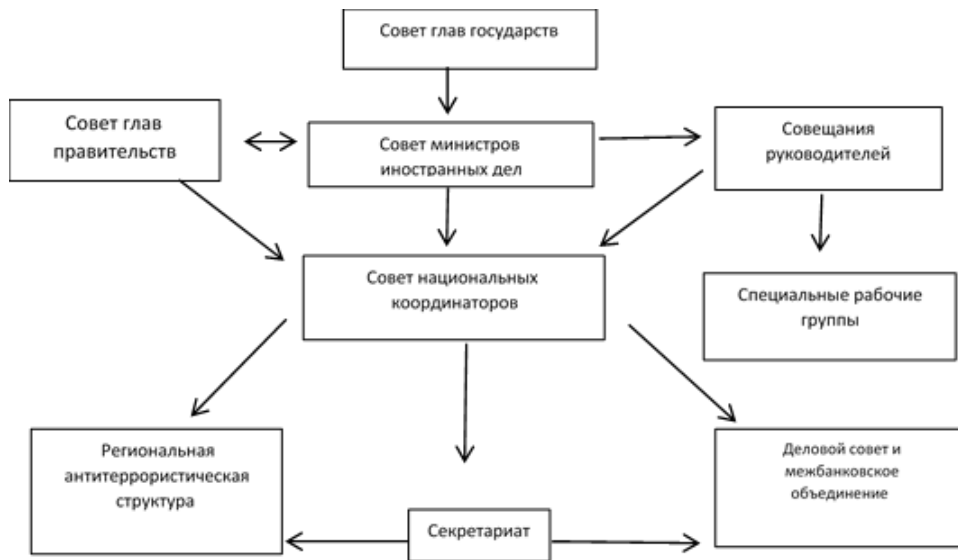 Совет глав государств
Совет глав
правительств
Совет министров
иностранных дел
Совещания
руководителей
Совет национальных
координаторов
Специальные рабочие
группы
Региональная
антитеррористическая
структура
Деловой совет и
межбанковское
объединение
Секретариат